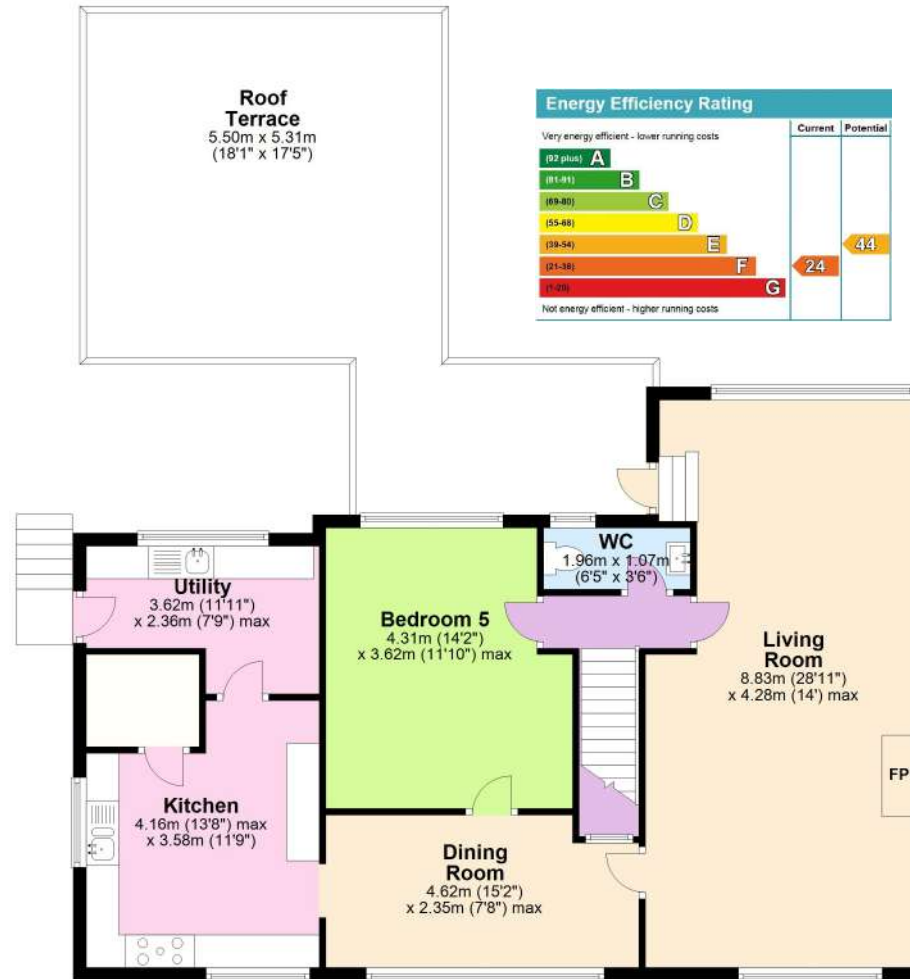 Roof
Terrace
5.50m x 5.31m
(18'1" x 17'5")
Energy Efficiency Rating
Current
Potential
Very energy efficient - lower running costs
(92 plus) A
(81-91) B
(69-80) C
(55-68) D
(39-54) E
(21-38) F
(1-20) G
44
24
Not energy efficient - higher running costs
WC
1.96m x 1.07m
(6'5" x 3'6")
Utility
3.62m (11'11")
x 2.36m (7'9") max
Bedroom 5
4.31m (14'2")
x 3.62m (11'10") max
Living
Room
8.83m (28'11")
x 4.28m (14') max
FP
Kitchen
4.16m (13'8") max
x 3.58m (11'9")
Dining
Room
4.62m (15'2")
x 2.35m (7'8") max